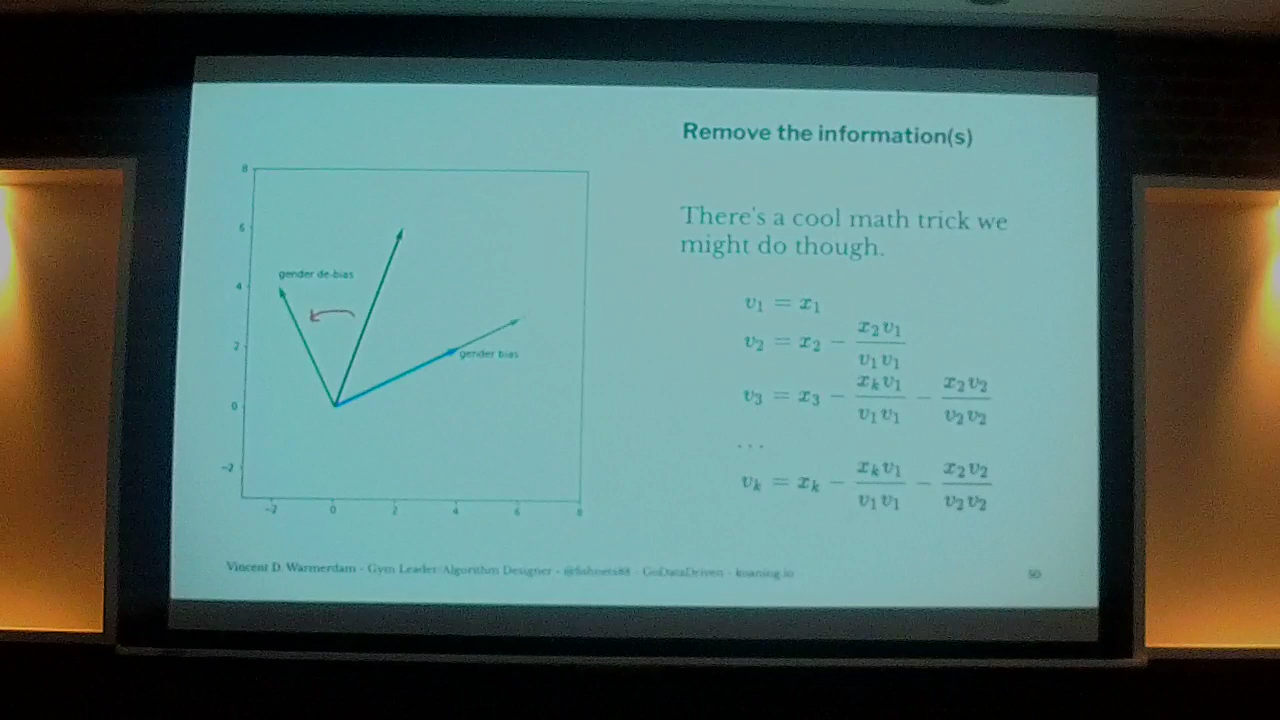 Remove the information(s)
There's a cool math trick we
might do though.
v₁ = x₁
v₂ = x₂ − x₂v₁ / v₁v₁
v₃ = x₃ − xₖv₁ / v₁v₁ − x₂v₂ / v₂v₂
...
vₖ = xₖ − xₖv₁ / v₁v₁ − x₂v₂ / v₂v₂
8
6
gender de-bias
4
2
gender bias
0
−2
−2 0 2 4 6 8
Vincent D. Warmerdam - Gym Leader/Algorithm Designer - @fishnets88 - GoDataDriven - koaning.io